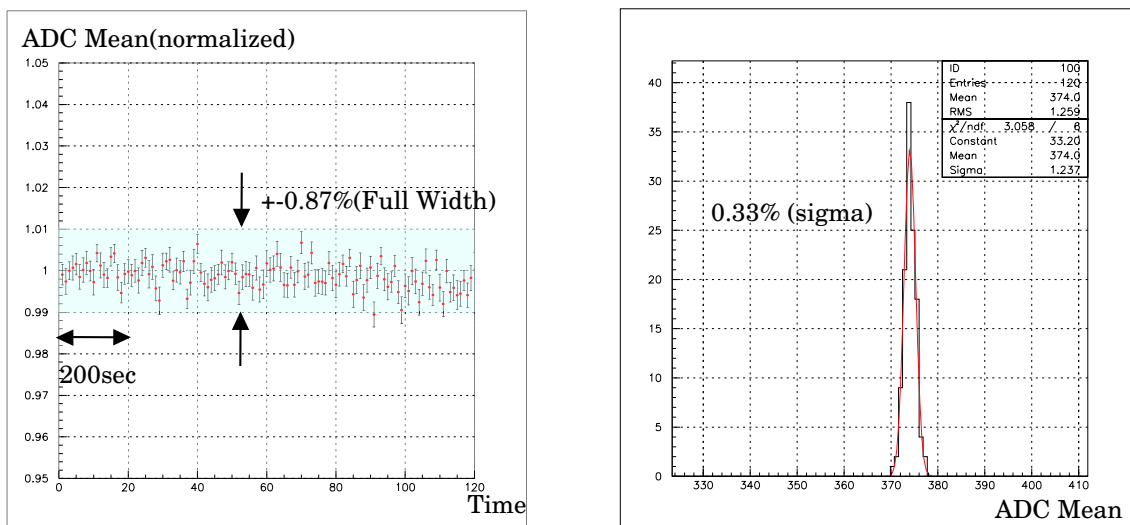 ADC Mean(normalized)
1.05
1.04
1.03
1.02
1.01
1
0.99
0.98
0.97
0.96
0.95
+-0.87%(Full Width)
200sec
0 20 40 60 80 100 120
Time
40
35
30
25
20
15
10
5
0
ID 100
Entries 120
Mean 374.0
RMS 1.259
χ²/ndf 3.058 / 6
Constant 33.20
Mean 374.0
Sigma 1.237
0.33% (sigma)
330 340 350 360 370 380 390 400 410
ADC Mean